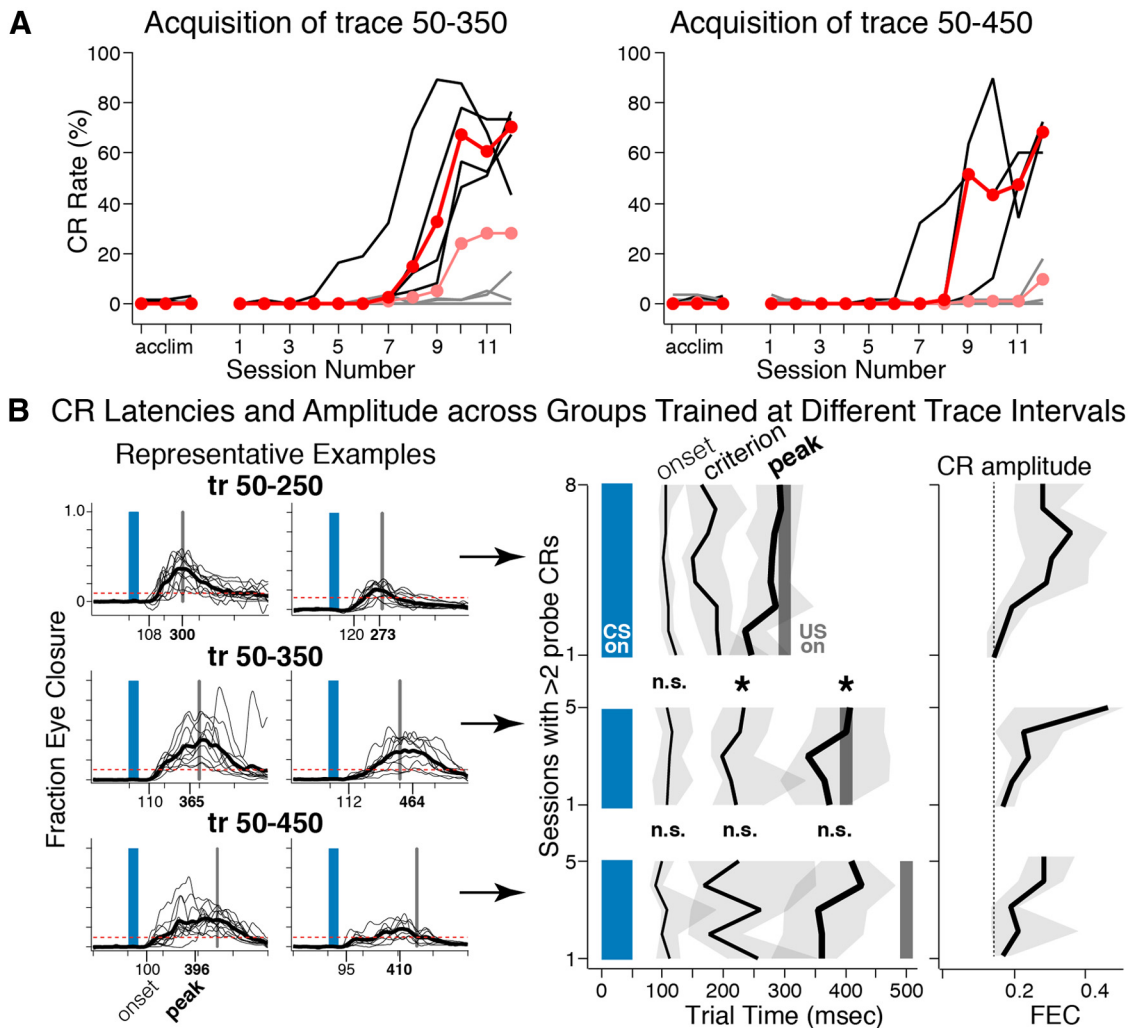 A
Acquisition of trace 50-350
Acquisition of trace 50-450
CR Rate (%)
100
80
60
40
20
0
acclim 1 3 5 7 9 11
Session Number
100
80
60
40
20
0
acclim 1 3 5 7 9 11
Session Number
B CR Latencies and Amplitude across Groups Trained at Different Trace Intervals
Representative Examples
Fraction Eye Closure
tr 50-250
1.0
0
108 300
120 273
tr 50-350
110 365
112 464
tr 50-450
100 396
95 410
onset
peak
onset
criterion
peak
Sessions with >2 probe CRs
8
1
CS
on
US
on
n.s. * *
5
1
n.s. n.s. n.s.
5
1
0 100 200 300 400 500
Trial Time (msec)
CR amplitude
0.2 0.4
FEC